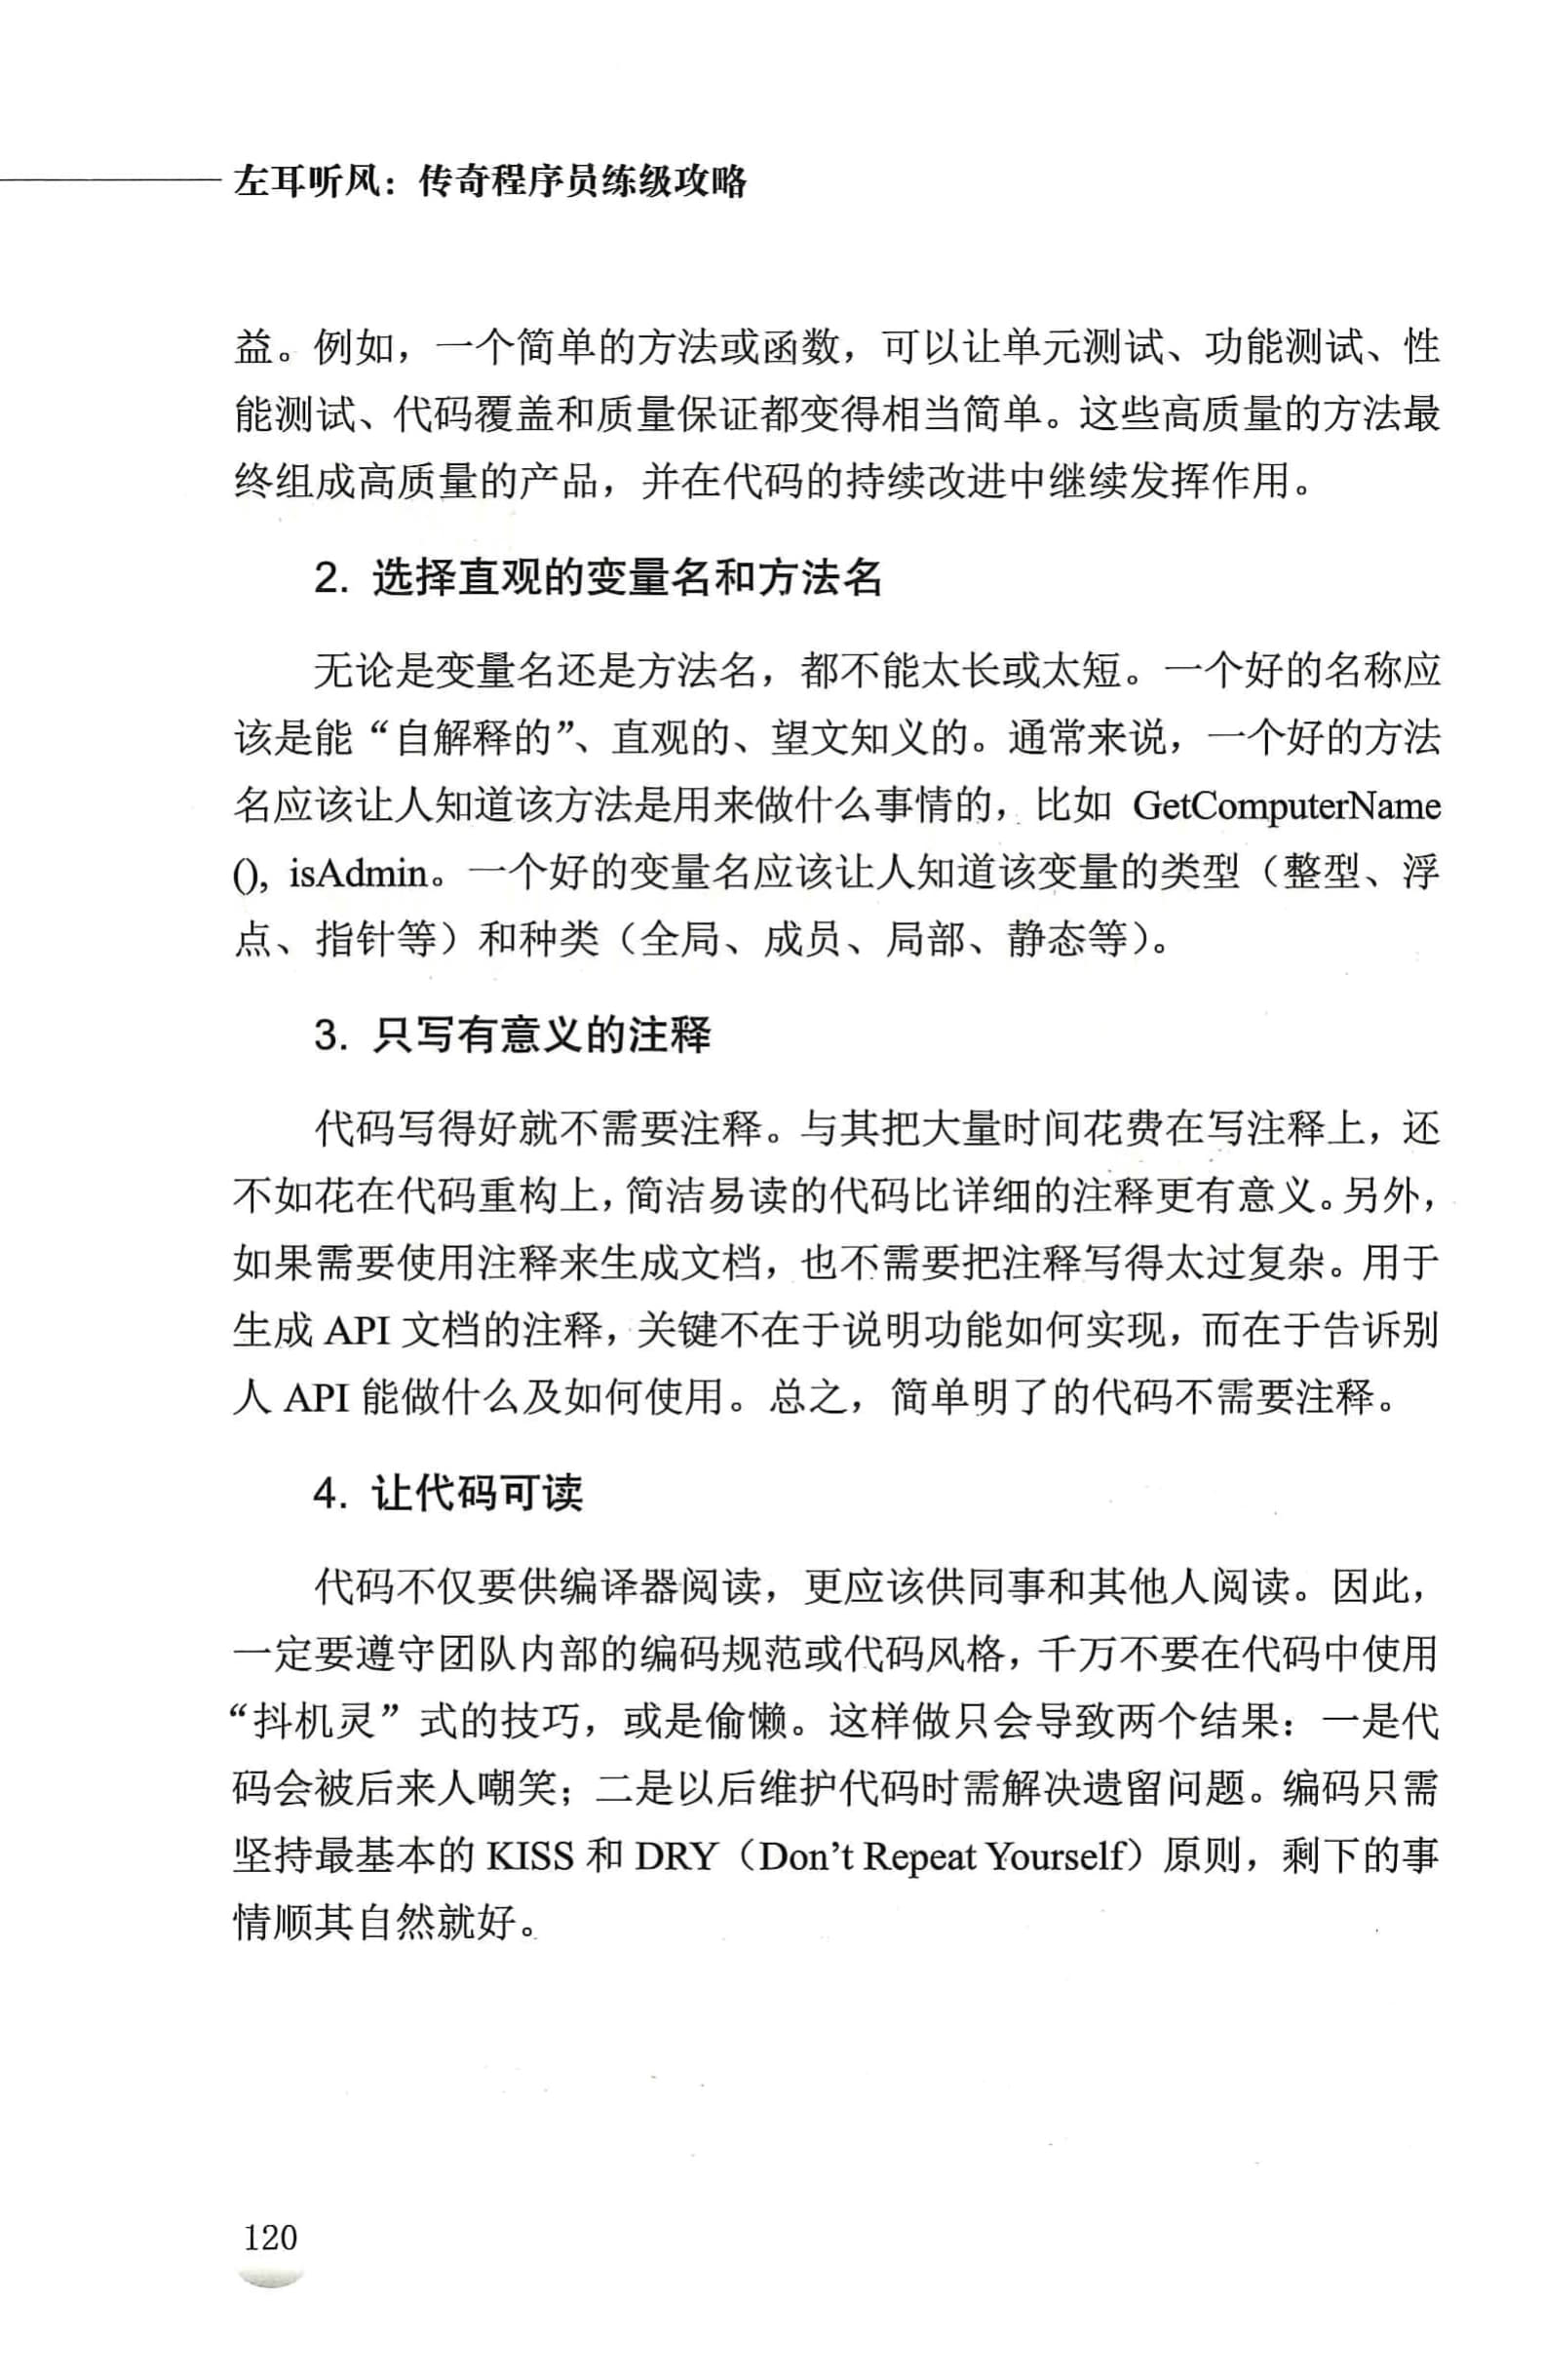 左耳听风：传奇程序员练级攻略
益。例如，一个简单的方法或函数，可以让单元测试、功能测试、性
能测试、代码覆盖和质量保证都变得相当简单。这些高质量的方法最
终组成高质量的产品，并在代码的持续改进中继续发挥作用。
2. 选择直观的变量名和方法名
无论是变量名还是方法名，都不能太长或太短。一个好的名称应
该是能“自解释的”、直观的、望文知义的。通常来说，一个好的方法
名应该让人知道该方法是用来做什么事情的，比如 GetComputerName
(), isAdmin。一个好的变量名应该让人知道该变量的类型（整型、浮
点、指针等）和种类（全局、成员、局部、静态等）。
3. 只写有意义的注释
代码写得好就不需要注释。与其把大量时间花费在写注释上，还
不如花在代码重构上，简洁易读的代码比详细的注释更有意义。另外，
如果需要使用注释来生成文档，也不需要把注释写得太过复杂。用于
生成 API 文档的注释，关键不在于说明功能如何实现，而在于告诉别
人 API 能做什么及如何使用。总之，简单明了的代码不需要注释。
4. 让代码可读
代码不仅要供编译器阅读，更应该供同事和其他人阅读。因此，
一定要遵守团队内部的编码规范或代码风格，千万不要在代码中使用
“抖机灵”式的技巧，或是偷懒。这样做只会导致两个结果：一是代
码会被后来人嘲笑；二是以后维护代码时需解决遗留问题。编码只需
坚持最基本的 KISS 和 DRY（Don’t Repeat Yourself）原则，剩下的事
情顺其自然就好。
120